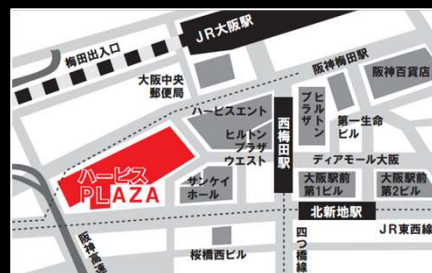 JR大阪駅
梅田出入口
大阪中央
郵便局
阪神梅田駅
阪神百貨店
ハービスエント
西梅田駅
ヒルトン
プラザ
第一生命
ビル
ヒルトン
プラザ
ウエスト
ディアモール大阪
ハービス
PLAZA
サンケイ
ホール
大阪駅前
第1ビル
大阪駅前
第2ビル
北新地駅
JR東西線
阪神高速
桜橋西ビル
四つ橋線